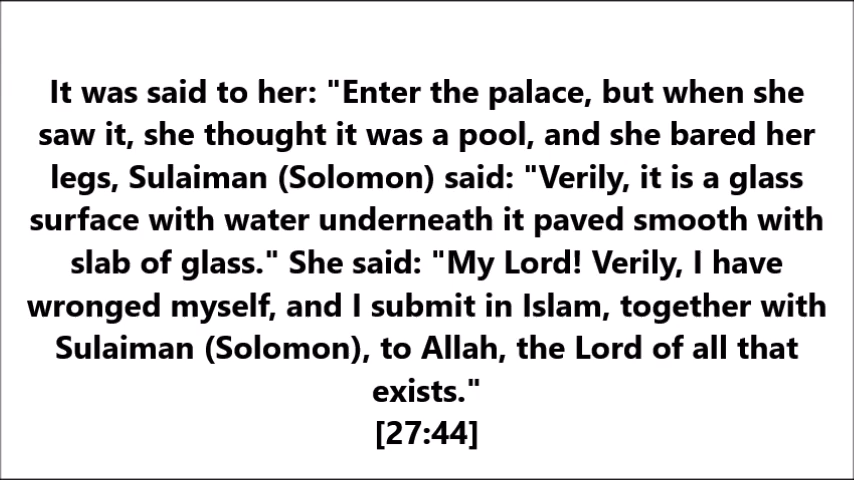 It was said to her: "Enter the palace, but when she
saw it, she thought it was a pool, and she bared her
legs, Sulaiman (Solomon) said: "Verily, it is a glass
surface with water underneath it paved smooth with
slab of glass." She said: "My Lord! Verily, I have
wronged myself, and I submit in Islam, together with
Sulaiman (Solomon), to Allah, the Lord of all that
exists."
[27:44]